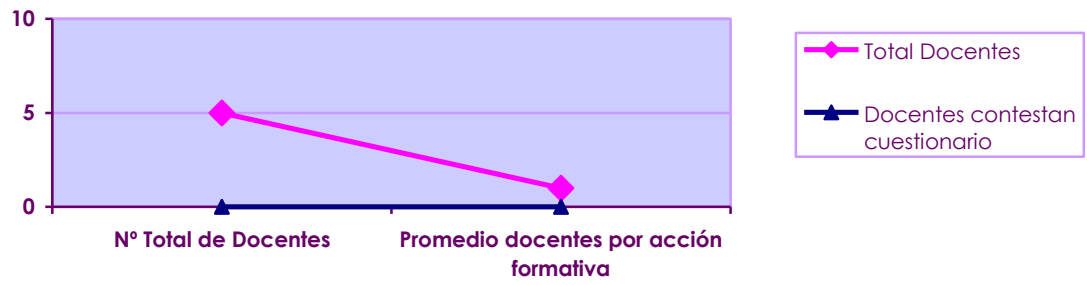 10
5
0
Nº Total de Docentes
Promedio docentes por acción
formativa
Total Docentes
Docentes contestan
cuestionario